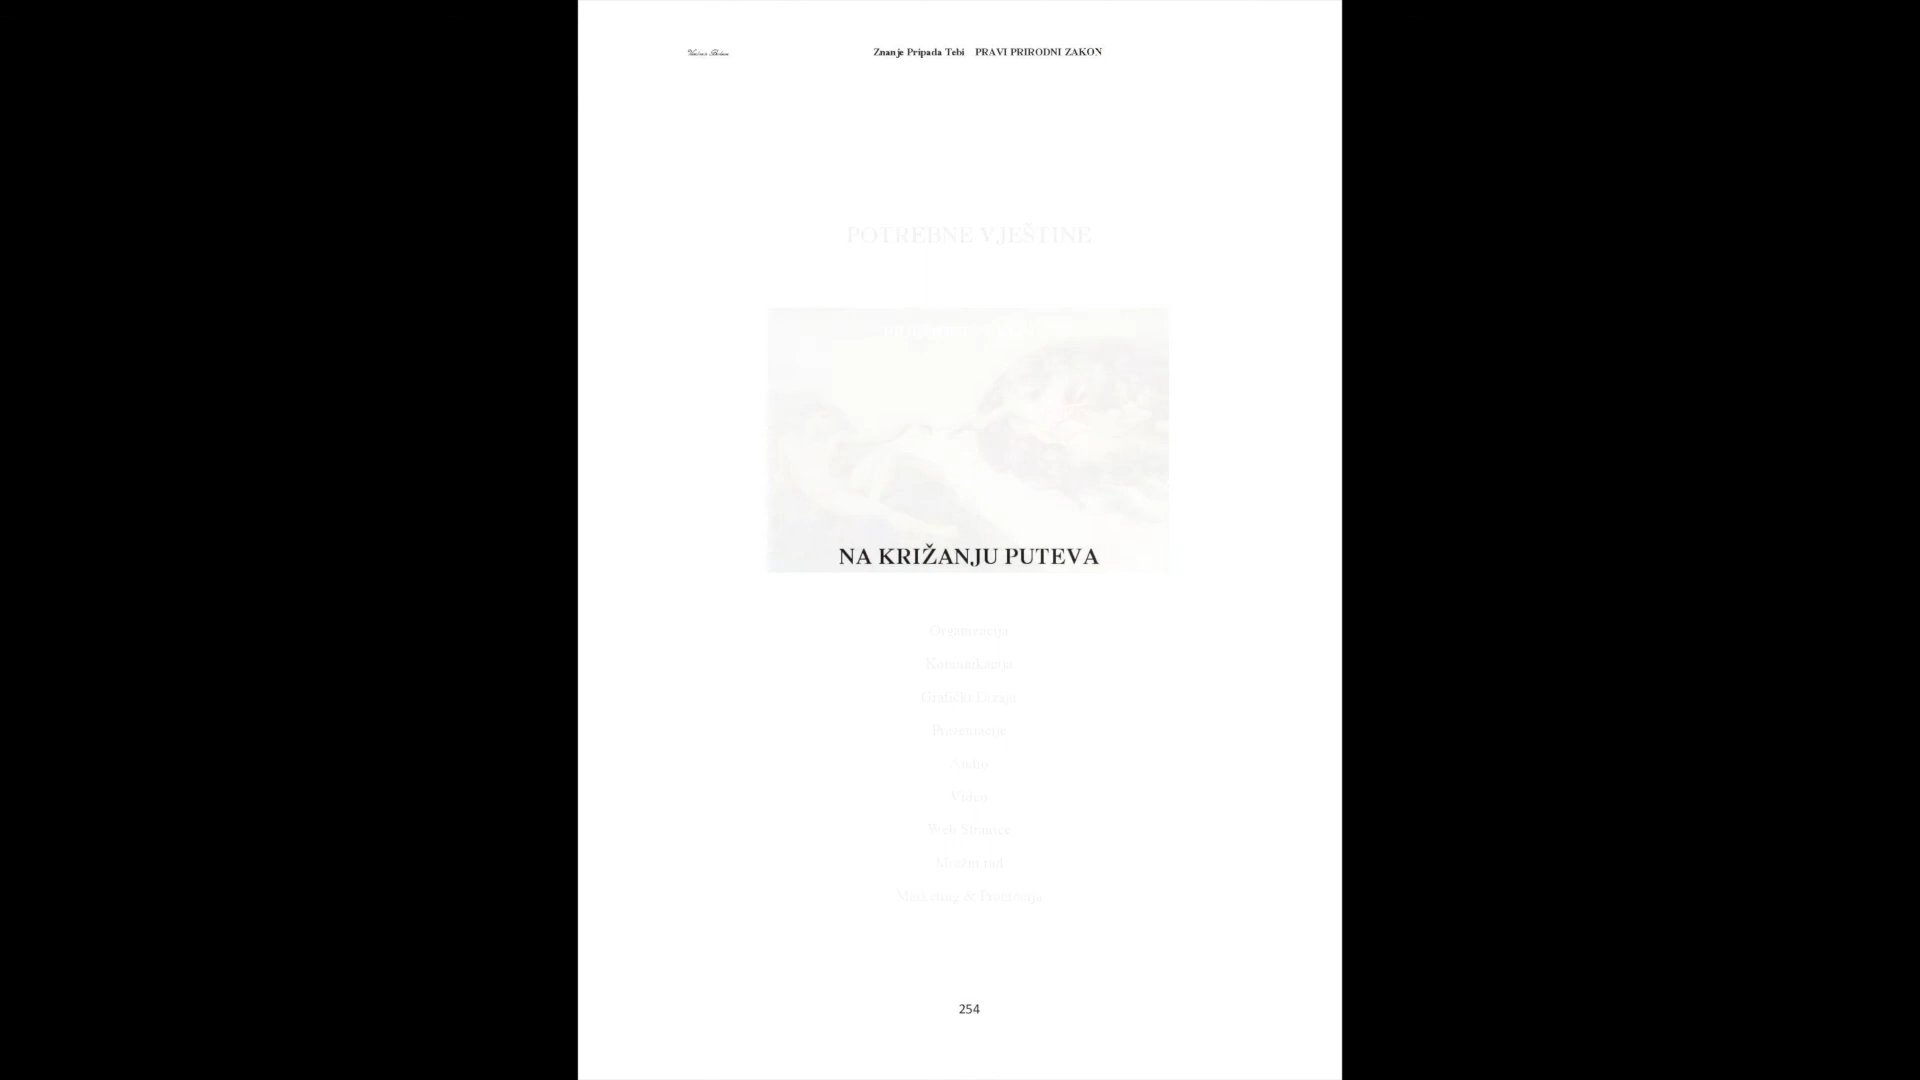 Znanje Pripada Tebi PRAVI PRIRODNI ZAKON
POTREBNE VJEŠTINE
NA KRIŽANJU PUTEVA
Organizacija
Komunikacija
Grafički Dizajn
Prezentacija
Audio
Video
Web Stranice
Marketing & Promocija
254